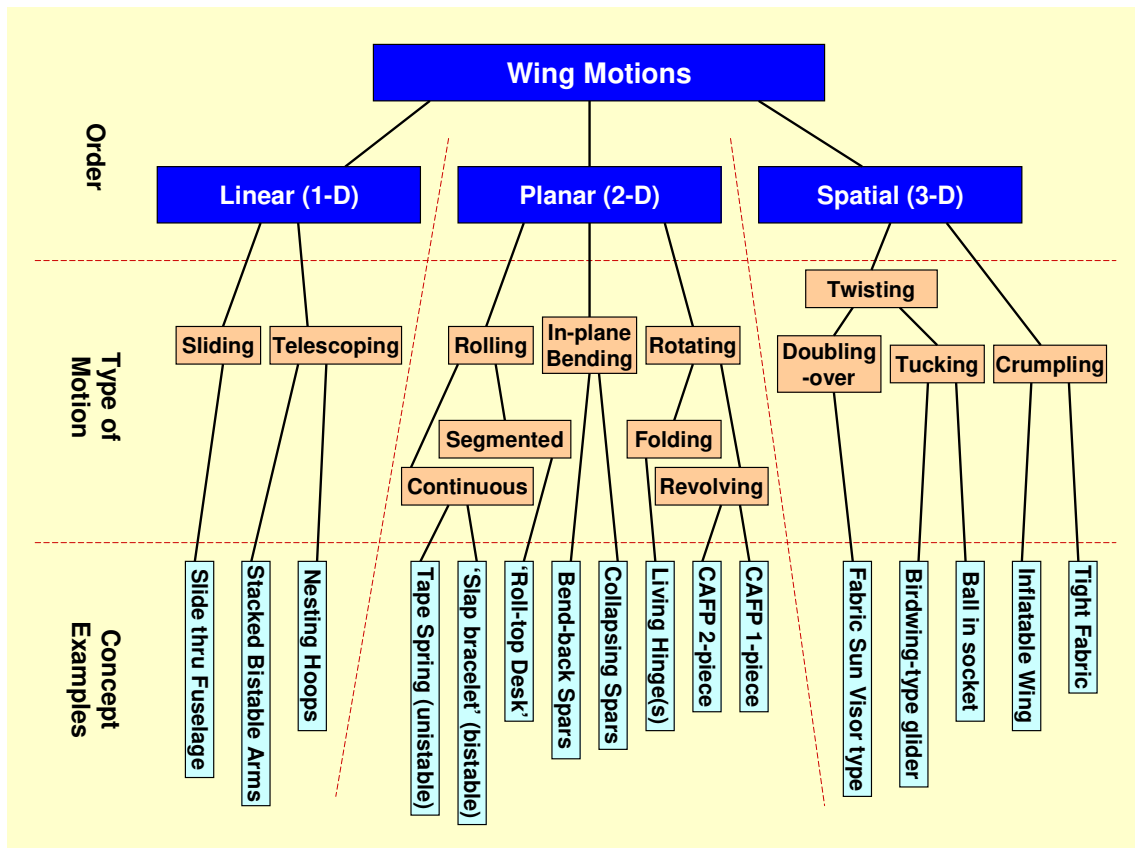 Wing Motions
Order
Linear (1-D)
Planar (2-D)
Spatial (3-D)
Type of
Motion
Twisting
Sliding
Telescoping
Rolling
In-plane
Bending
Rotating
Doubling
-over
Tucking
Crumpling
Segmented
Folding
Continuous
Revolving
Concept
Examples
Slide thru Fuselage
Stacked Bistable Arms
Nesting Hoops
Tape Spring (unistable)
‘Slap bracelet’ (bistable)
‘Roll-top Desk’
Bend-back Spars
Collapsing Spars
Living Hinge(s)
CAFP 2-piece
CAFP 1-piece
Fabric Sun Visor type
Birdwing-type glider
Ball in socket
Inflatable Wing
Tight Fabric